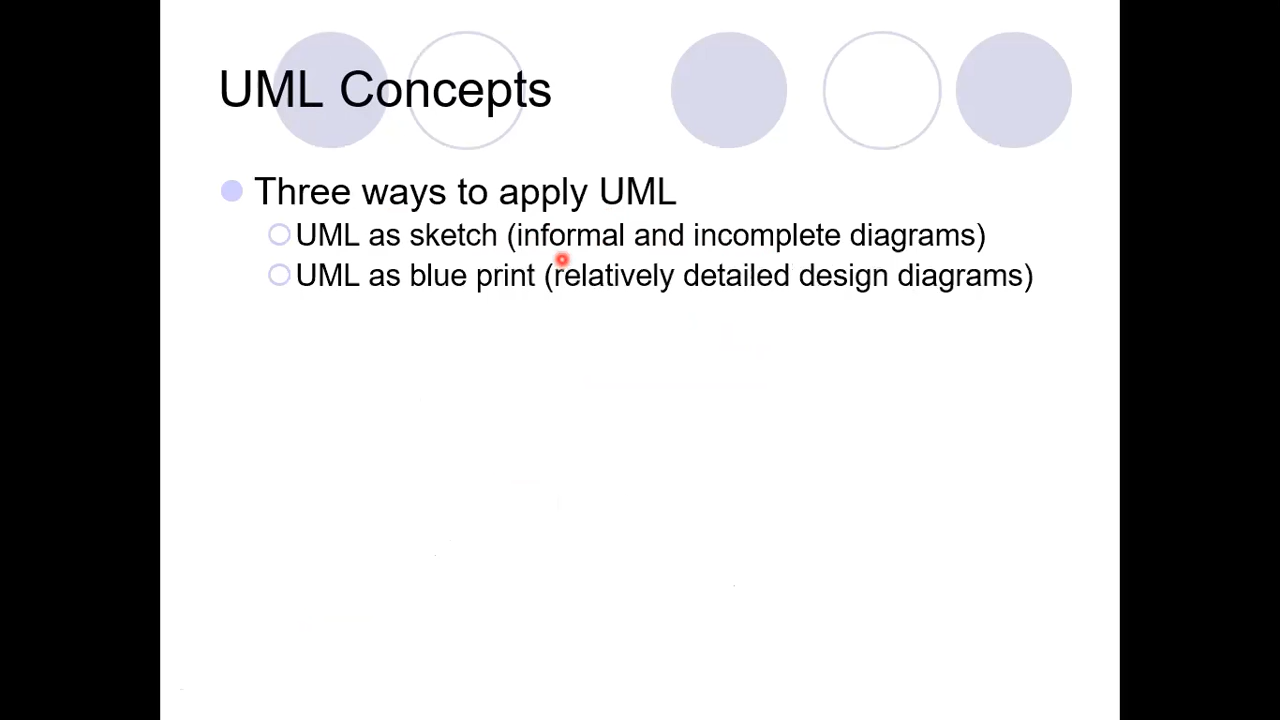 UML Concepts
Three ways to apply UML
UML as sketch (informal and incomplete diagrams)
UML as blue print (relatively detailed design diagrams)